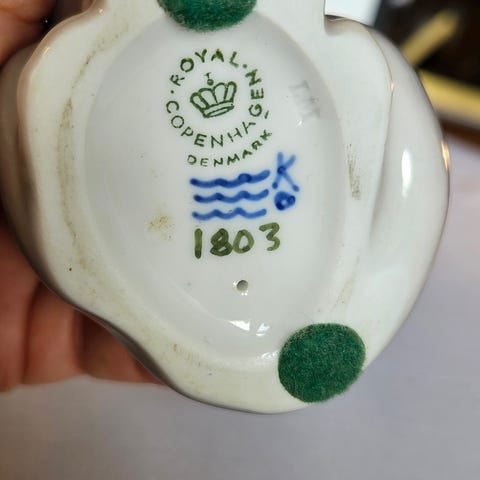 ROYAL COPENHAGEN
DENMARK
K
1803